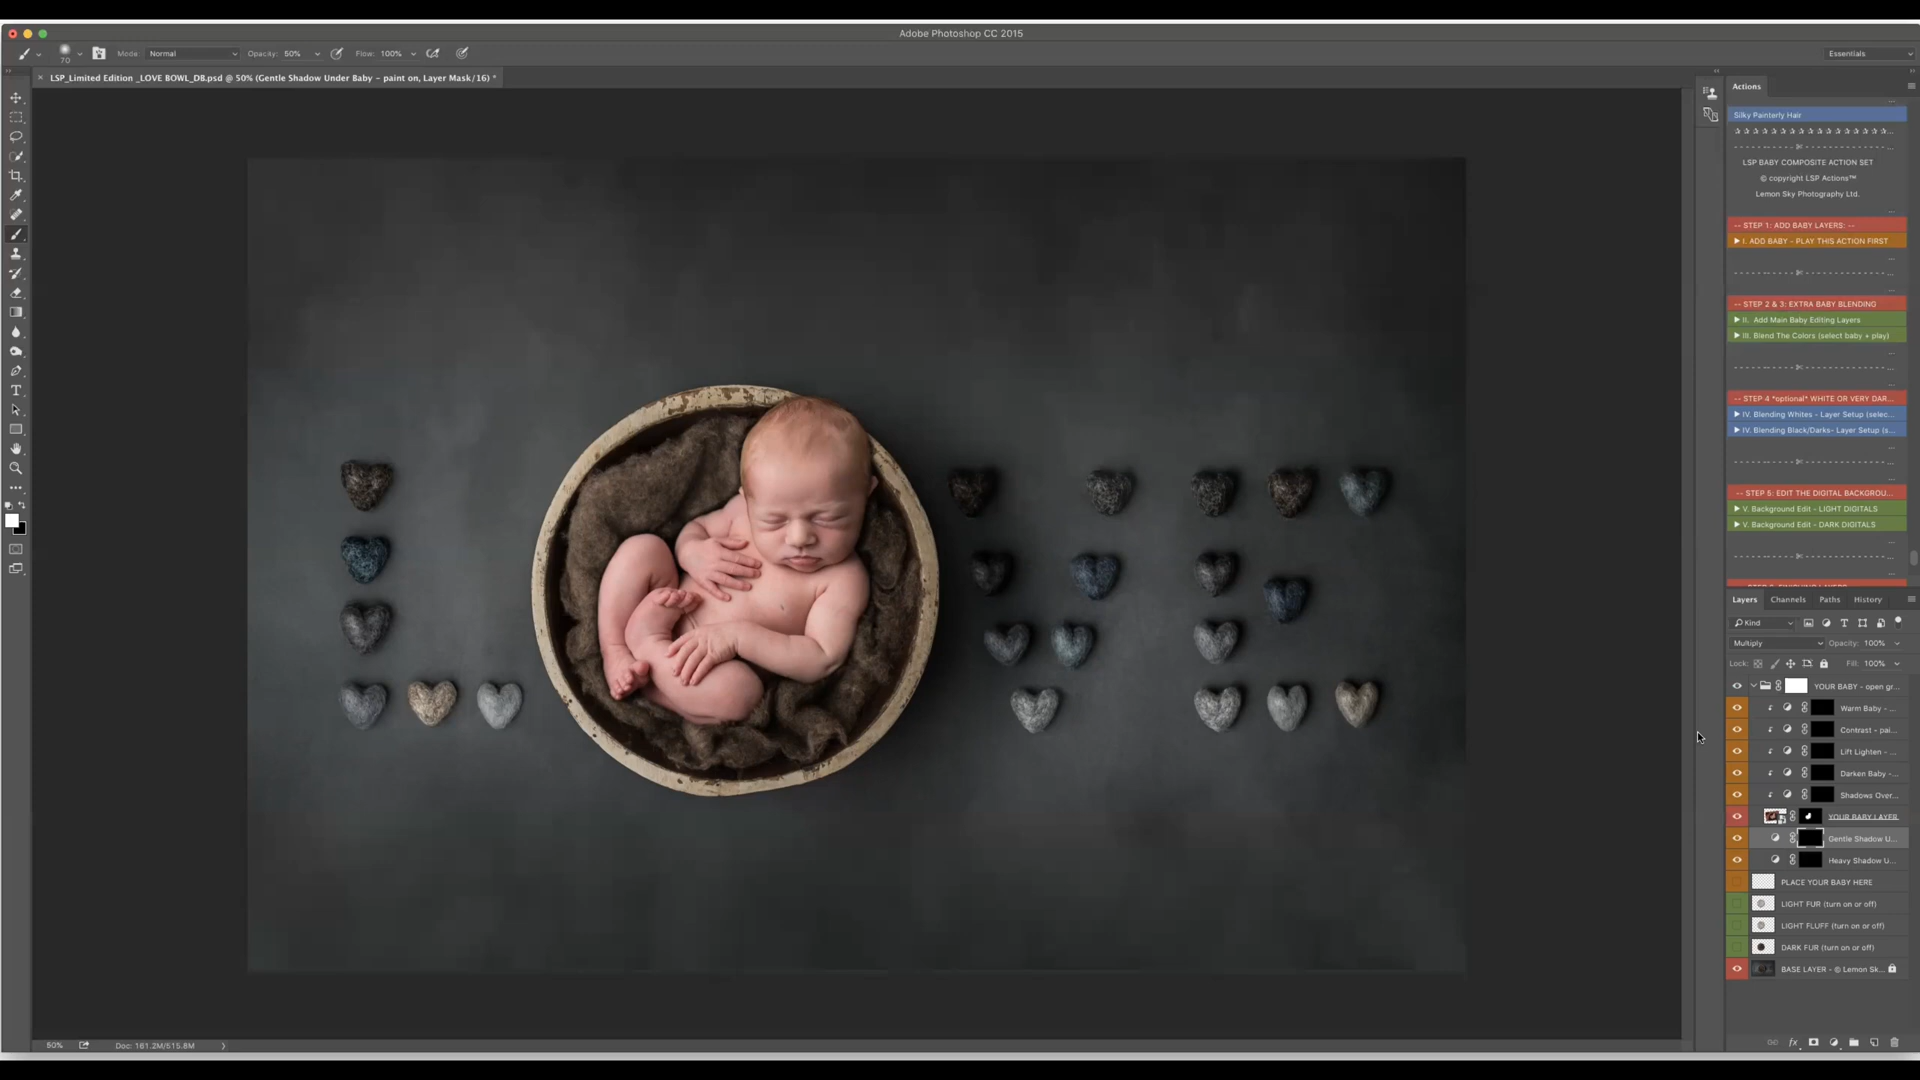 Adobe Photoshop CC 2015
70
Mode: Normal
Opacity: 50%
Flow: 100%
Essentials
LSP_Limited Edition _LOVE BOWL_DB.psd @ 50% (Gentle Shadow Under Baby - paint on, Layer Mask/16) *
Actions
Silky Painterly Hair
LSP BABY COMPOSITE ACTION SET
© copyright LSP Actions™
Lemon Sky Photography Ltd.
-- STEP 1: ADD BABY LAYERS: --
I. ADD BABY - PLAY THIS ACTION FIRST
-- STEP 2 & 3: EXTRA BABY BLENDING
II. Add Main Baby Editing Layers
III. Blend The Colors (select baby + play)
-- STEP 4 *optional* WHITE OR VERY DAR...
IV. Blending Whites - Layer Setup (selec...
IV. Blending Black/Darks- Layer Setup (s...
-- STEP 5: EDIT THE DIGITAL BACKGROU...
V. Background Edit - LIGHT DIGITALS
V. Background Edit - DARK DIGITALS
Layers Channels Paths History
Kind
Multiply
Opacity: 100%
Lock:
Fill: 100%
YOUR BABY - open gr...
Warm Baby - ...
Contrast - pai...
Lift Lighten - ...
Darken Baby -...
Shadows Over...
YOUR BABY LAYER
Gentle Shadow U...
Heavy Shadow U...
PLACE YOUR BABY HERE
LIGHT FUR (turn on or off)
LIGHT FLUFF (turn on or off)
DARK FUR (turn on or off)
BASE LAYER - © Lemon Sk...
50%
Doc: 161.2M/515.8M
fx